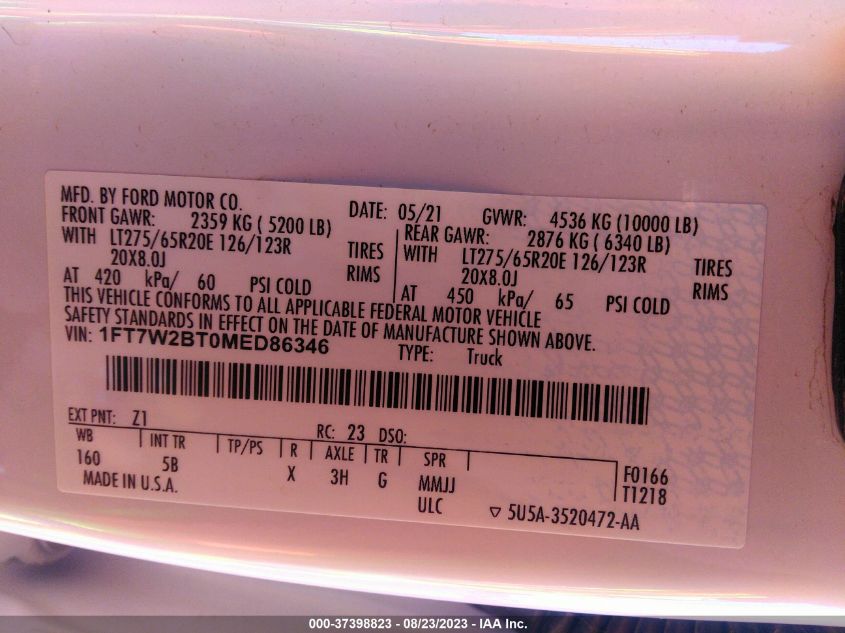 MFD. BY FORD MOTOR CO. DATE: 05/21 GVWR: 4536 KG (10000 LB)
FRONT GAWR: 2359 KG ( 5200 LB) REAR GAWR: 2876 KG ( 6340 LB)
WITH LT275/65R20E 126/123R TIRES WITH LT275/65R20E 126/123R TIRES
20X8.0J RIMS 20X8.0J RIMS
AT 420 kPa/ 60 PSI COLD AT 450 kPa/ 65 PSI COLD
THIS VEHICLE CONFORMS TO ALL APPLICABLE FEDERAL MOTOR VEHICLE
SAFETY STANDARDS IN EFFECT ON THE DATE OF MANUFACTURE SHOWN ABOVE.
VIN: 1FT7W2BT0MED86346 TYPE: Truck
EXT PNT: Z1 RC: 23 DSO:
WB INT TR TP/PS R AXLE TR SPR
160 5B X 3H G MMJJ F0166
MADE IN U.S.A. ULC T1218
▽ 5U5A-3520472-AA
000-37398823 - 08/23/2023 - IAA Inc.